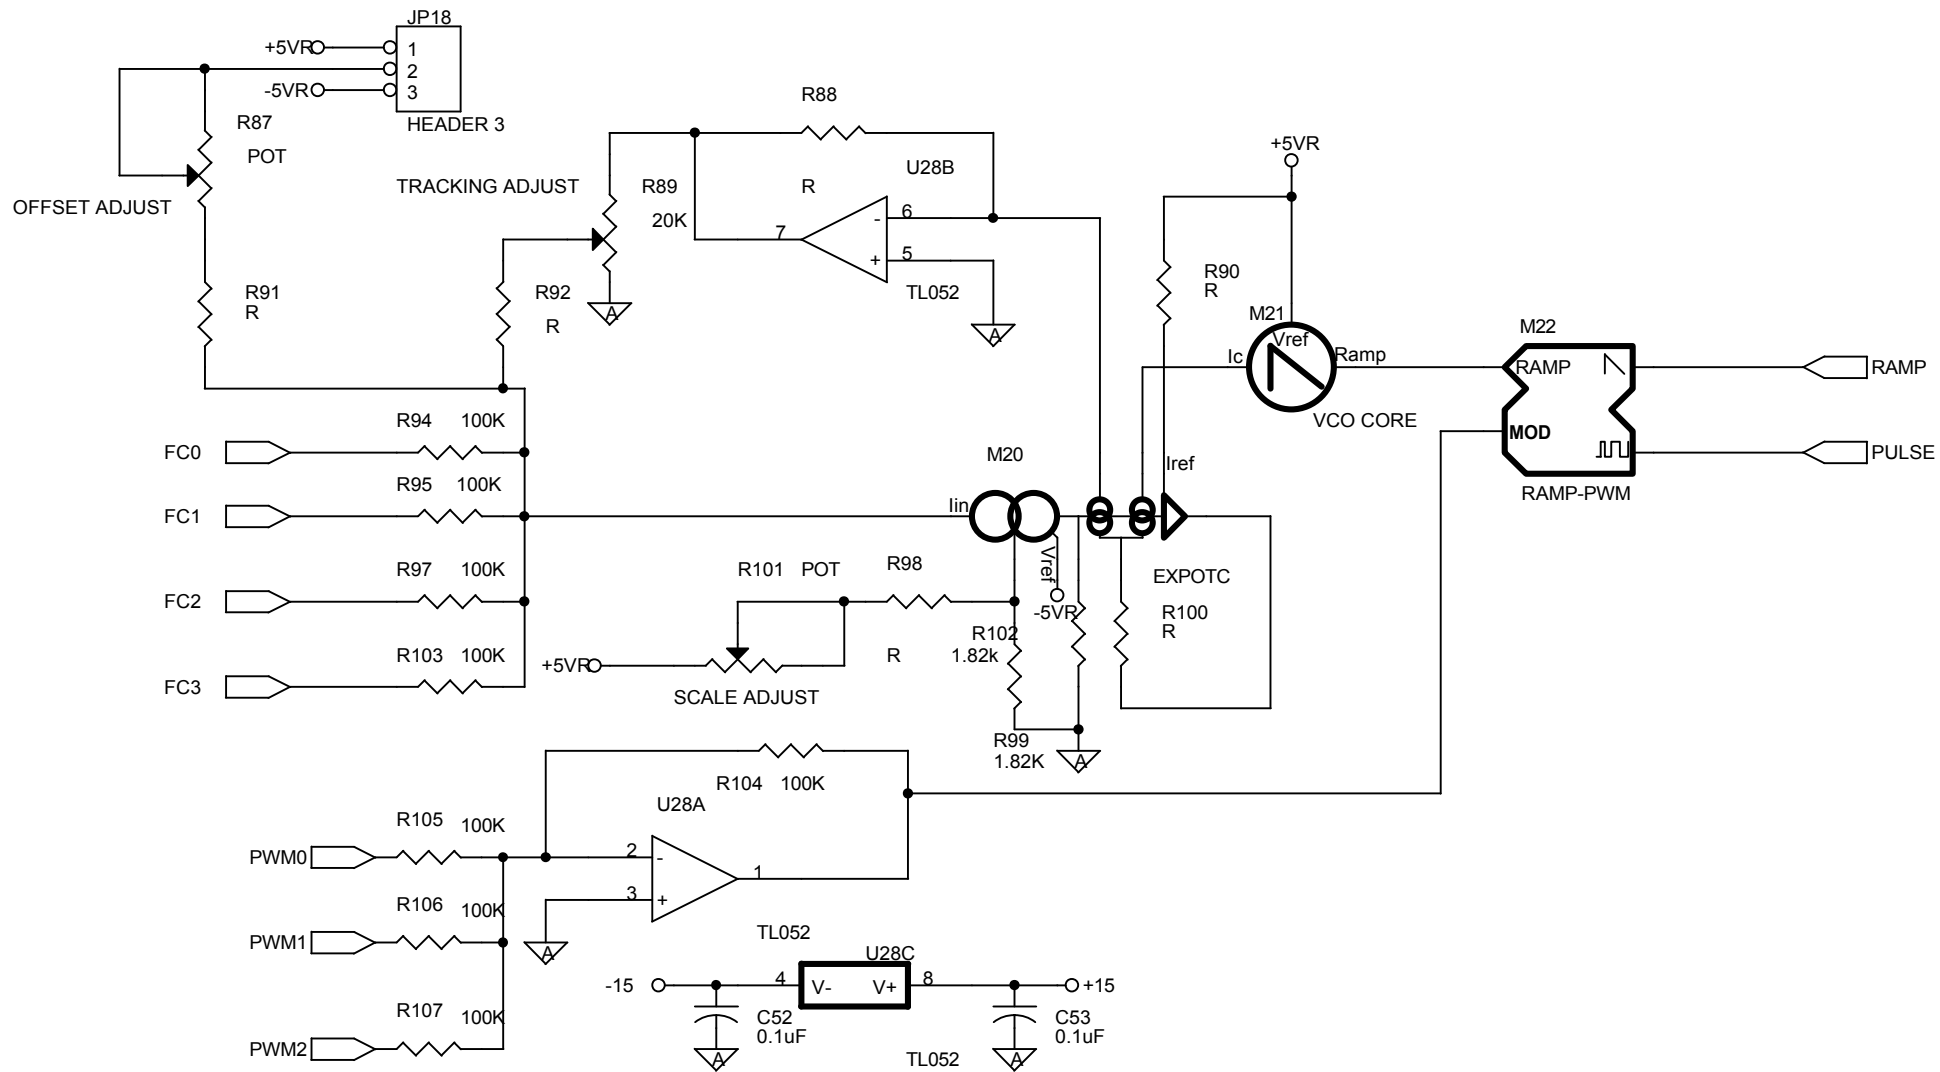 JP18
+5VR 1
2
-5VR 3
HEADER 3
R87
POT
OFFSET ADJUST
R91
R
TRACKING ADJUST
R89
20K
R88
R
U28B
6
-
7
5
+
TL052
A
A
R92
R
+5VR
R90
R
M21
Vref
Ic
Ramp
VCO CORE
M22
RAMP
MOD
RAMP-PWM
RAMP
PULSE
R94 100K
FC0
R95 100K
FC1
R97 100K
FC2
R103 100K
FC3
M20
Iin
Vref
-5VR
Iref
EXPOTC
R100
R
R101 POT
R98
R
+5VR
SCALE ADJUST
R102
1.82k
R99
1.82K
A
R104 100K
U28A
2
-
3
+
1
TL052
A
R105 100K
PWM0
R106 100K
PWM1
R107 100K
PWM2
U28C
-15
4
V- V+
8
+15
C52
0.1uF
C53
0.1uF
A
A
TL052